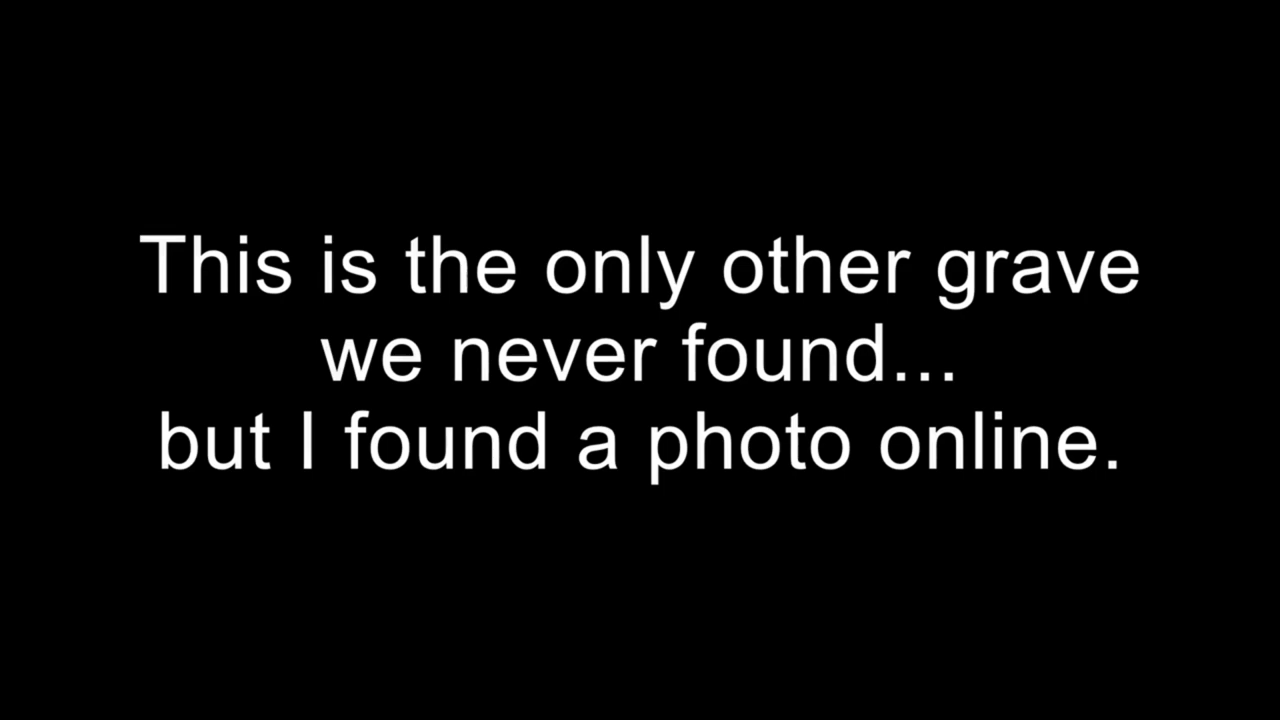 This is the only other grave
we never found...
but I found a photo online.